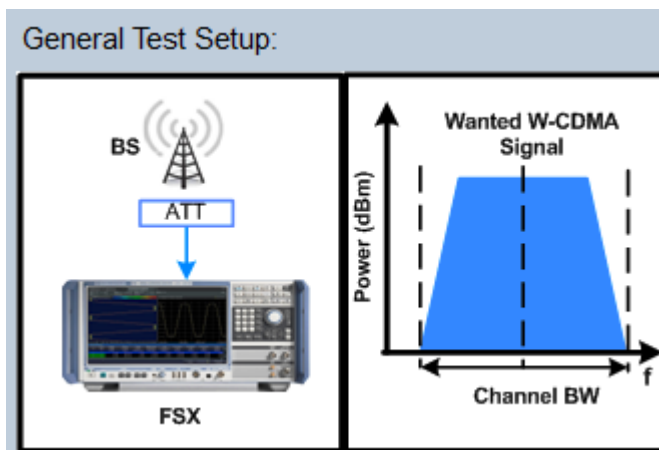 General Test Setup:
BS
ATT
FSX
Wanted W-CDMA
Signal
Power (dBm)
f
Channel BW